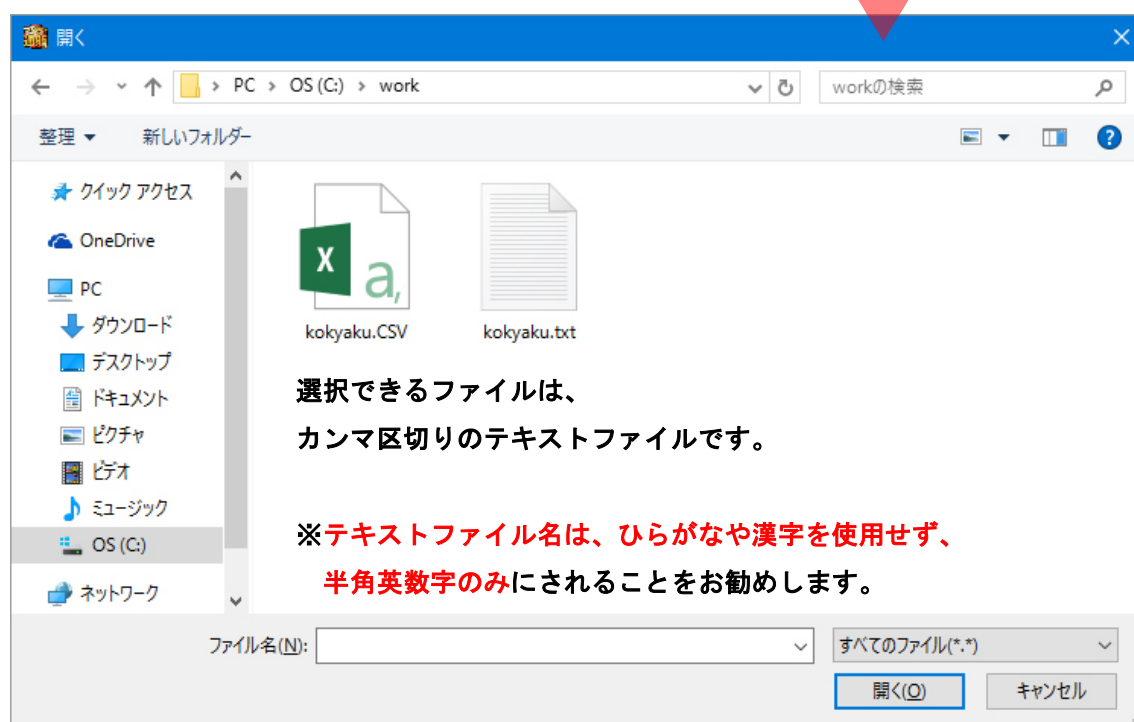 開く
PC > OS (C:) > work
workの検索
整理
新しいフォルダー
クイック アクセス
OneDrive
PC
ダウンロード
デスクトップ
ドキュメント
ピクチャ
ビデオ
ミュージック
OS (C:)
ネットワーク
kokyaku.CSV
kokyaku.txt
選択できるファイルは、
カンマ区切りのテキストファイルです。
※テキストファイル名は、ひらがなや漢字を使用せず、
半角英数字のみにされることをお勧めします。
ファイル名(N):
すべてのファイル(*.*)
開く(O)
キャンセル